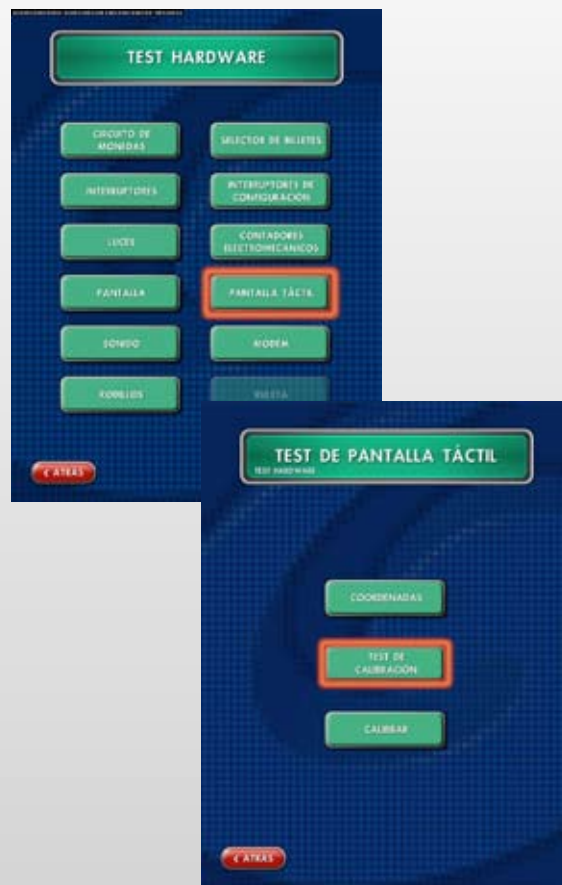 TEST HARDWARE
CIRCUITO DE
MONEDAS
SELECTOR DE BILLETES
INTERRUPTORES
INTERRUPTORES DE
CONFIGURACIÓN
LUCES
CONTADORES
ELECTROMECÁNICOS
PANTALLA
PANTALLA TÁCTIL
SONIDO
MODEM
RODILLOS
‹ ATRÁS
TEST DE PANTALLA TÁCTIL
TEST HARDWARE
COORDENADAS
TEST DE
CALIBRACIÓN
CALIBRAR
‹ ATRÁS